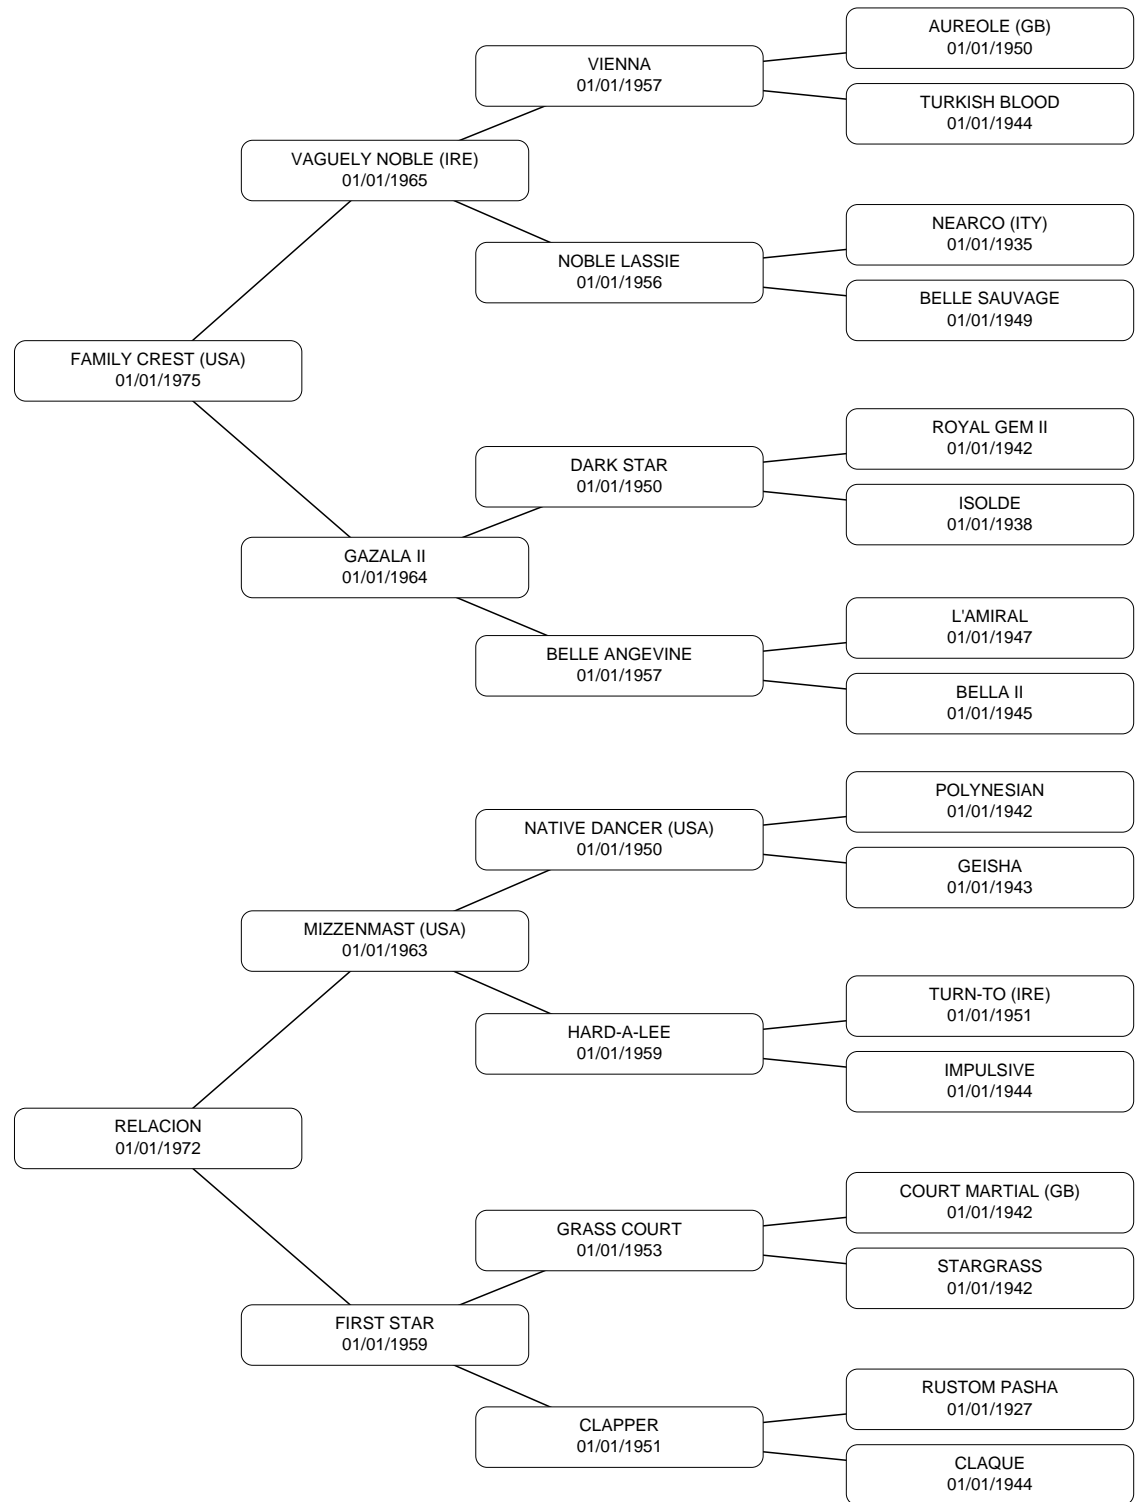 AUREOLE (GB)
01/01/1950
VIENNA
01/01/1957
TURKISH BLOOD
01/01/1944
VAGUELY NOBLE (IRE)
01/01/1965
NEARCO (ITY)
01/01/1935
NOBLE LASSIE
01/01/1956
BELLE SAUVAGE
01/01/1949
FAMILY CREST (USA)
01/01/1975
ROYAL GEM II
01/01/1942
DARK STAR
01/01/1950
ISOLDE
01/01/1938
GAZALA II
01/01/1964
L'AMIRAL
01/01/1947
BELLE ANGEVINE
01/01/1957
BELLA II
01/01/1945
POLYNESIAN
01/01/1942
NATIVE DANCER (USA)
01/01/1950
GEISHA
01/01/1943
MIZZENMAST (USA)
01/01/1963
TURN-TO (IRE)
01/01/1951
HARD-A-LEE
01/01/1959
IMPULSIVE
01/01/1944
RELACION
01/01/1972
COURT MARTIAL (GB)
01/01/1942
GRASS COURT
01/01/1953
STARGRASS
01/01/1942
FIRST STAR
01/01/1959
RUSTOM PASHA
01/01/1927
CLAPPER
01/01/1951
CLAQUE
01/01/1944